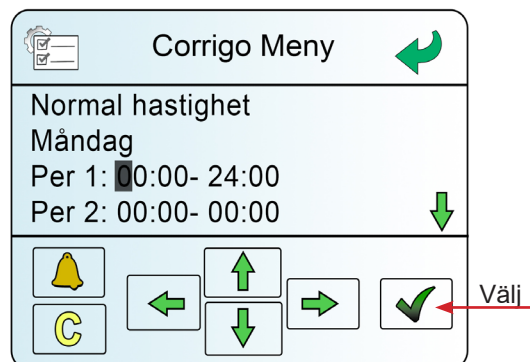 Corrigo Meny
Normal hastighet
Måndag
Per 1: 00:00- 24:00
Per 2: 00:00- 00:00
C
Välj